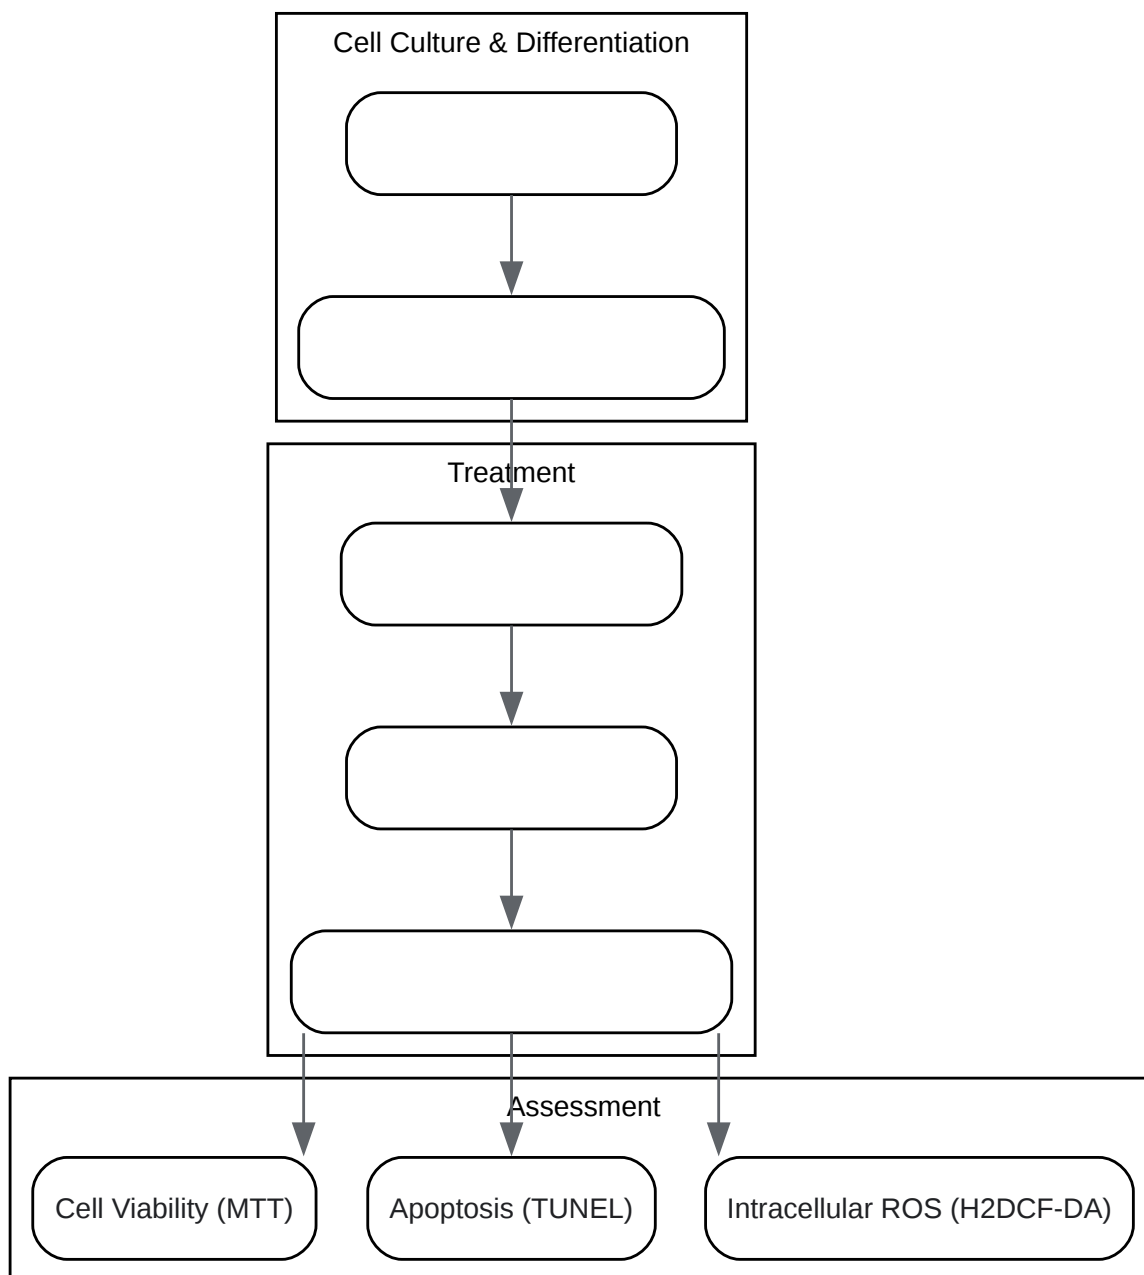 Cell Culture & Differentiation
Treatment
Assessment
Cell Viability (MTT)
Apoptosis (TUNEL)
Intracellular ROS (H2DCF-DA)